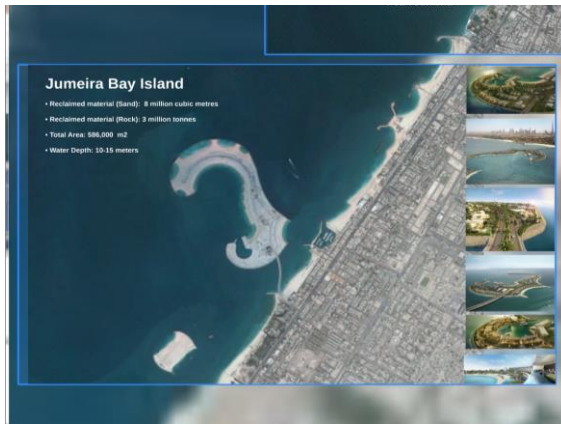 Jumeira Bay Island
• Reclaimed material (Sand): 8 million cubic metres
• Reclaimed material (Rock): 3 million tonnes
• Total Area: 586,000 m2
• Water Depth: 10-15 meters